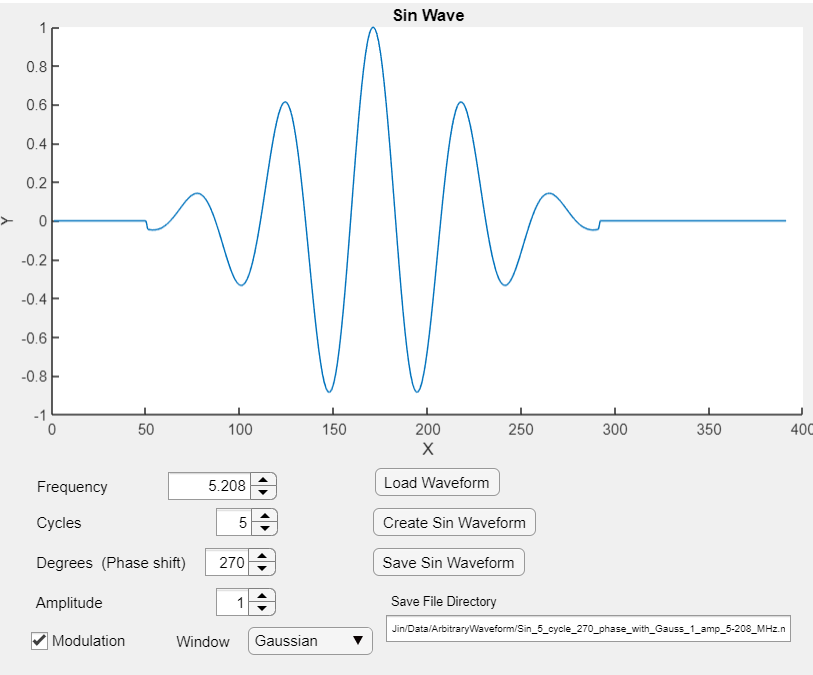 Sin Wave
1
0.8
0.6
0.4
0.2
0
-0.2
-0.4
-0.6
-0.8
-1
Y
0 50 100 150 200 250 300 350 400
X
Frequency 5.208 Load Waveform
Cycles 5 Create Sin Waveform
Degrees (Phase shift) 270 Save Sin Waveform
Amplitude 1 Save File Directory
Jin/Data/ArbitraryWaveform/Sin_5_cycle_270_phase_with_Gauss_1_amp_5-208_MHz.n
Modulation Window Gaussian